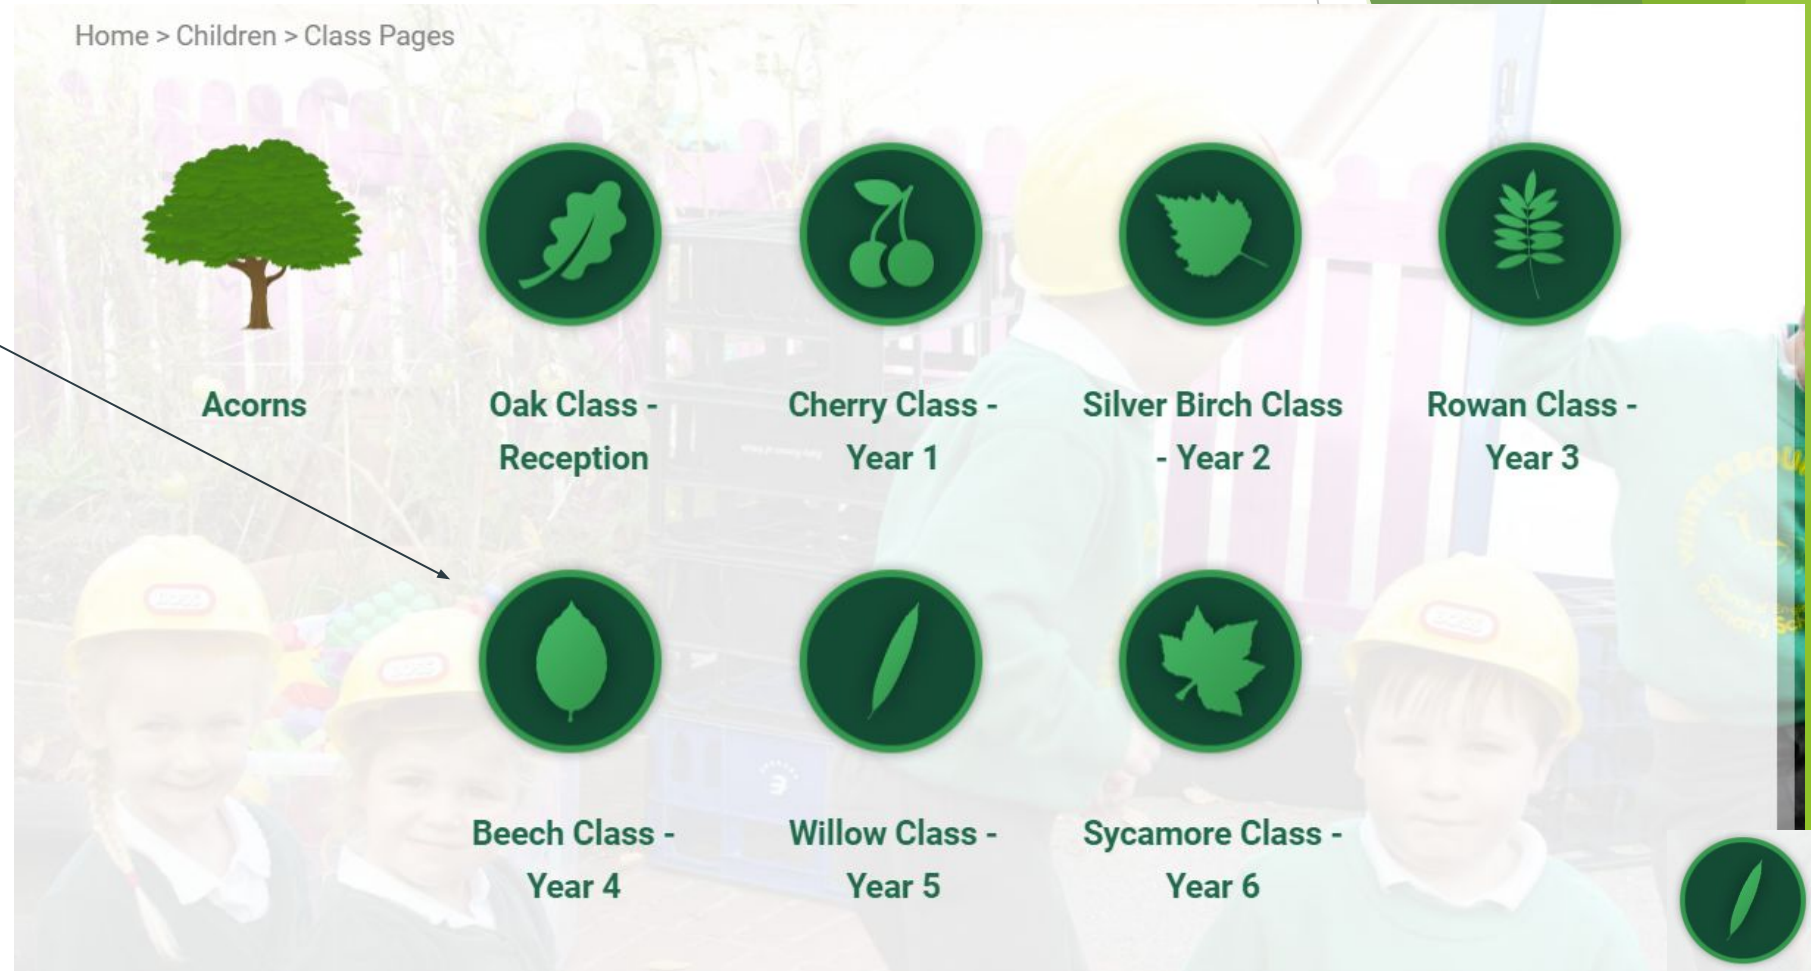 Home > Children > Class Pages
Acorns
Oak Class -
Reception
Cherry Class -
Year 1
Silver Birch Class
- Year 2
Rowan Class -
Year 3
Beech Class -
Year 4
Willow Class -
Year 5
Sycamore Class -
Year 6